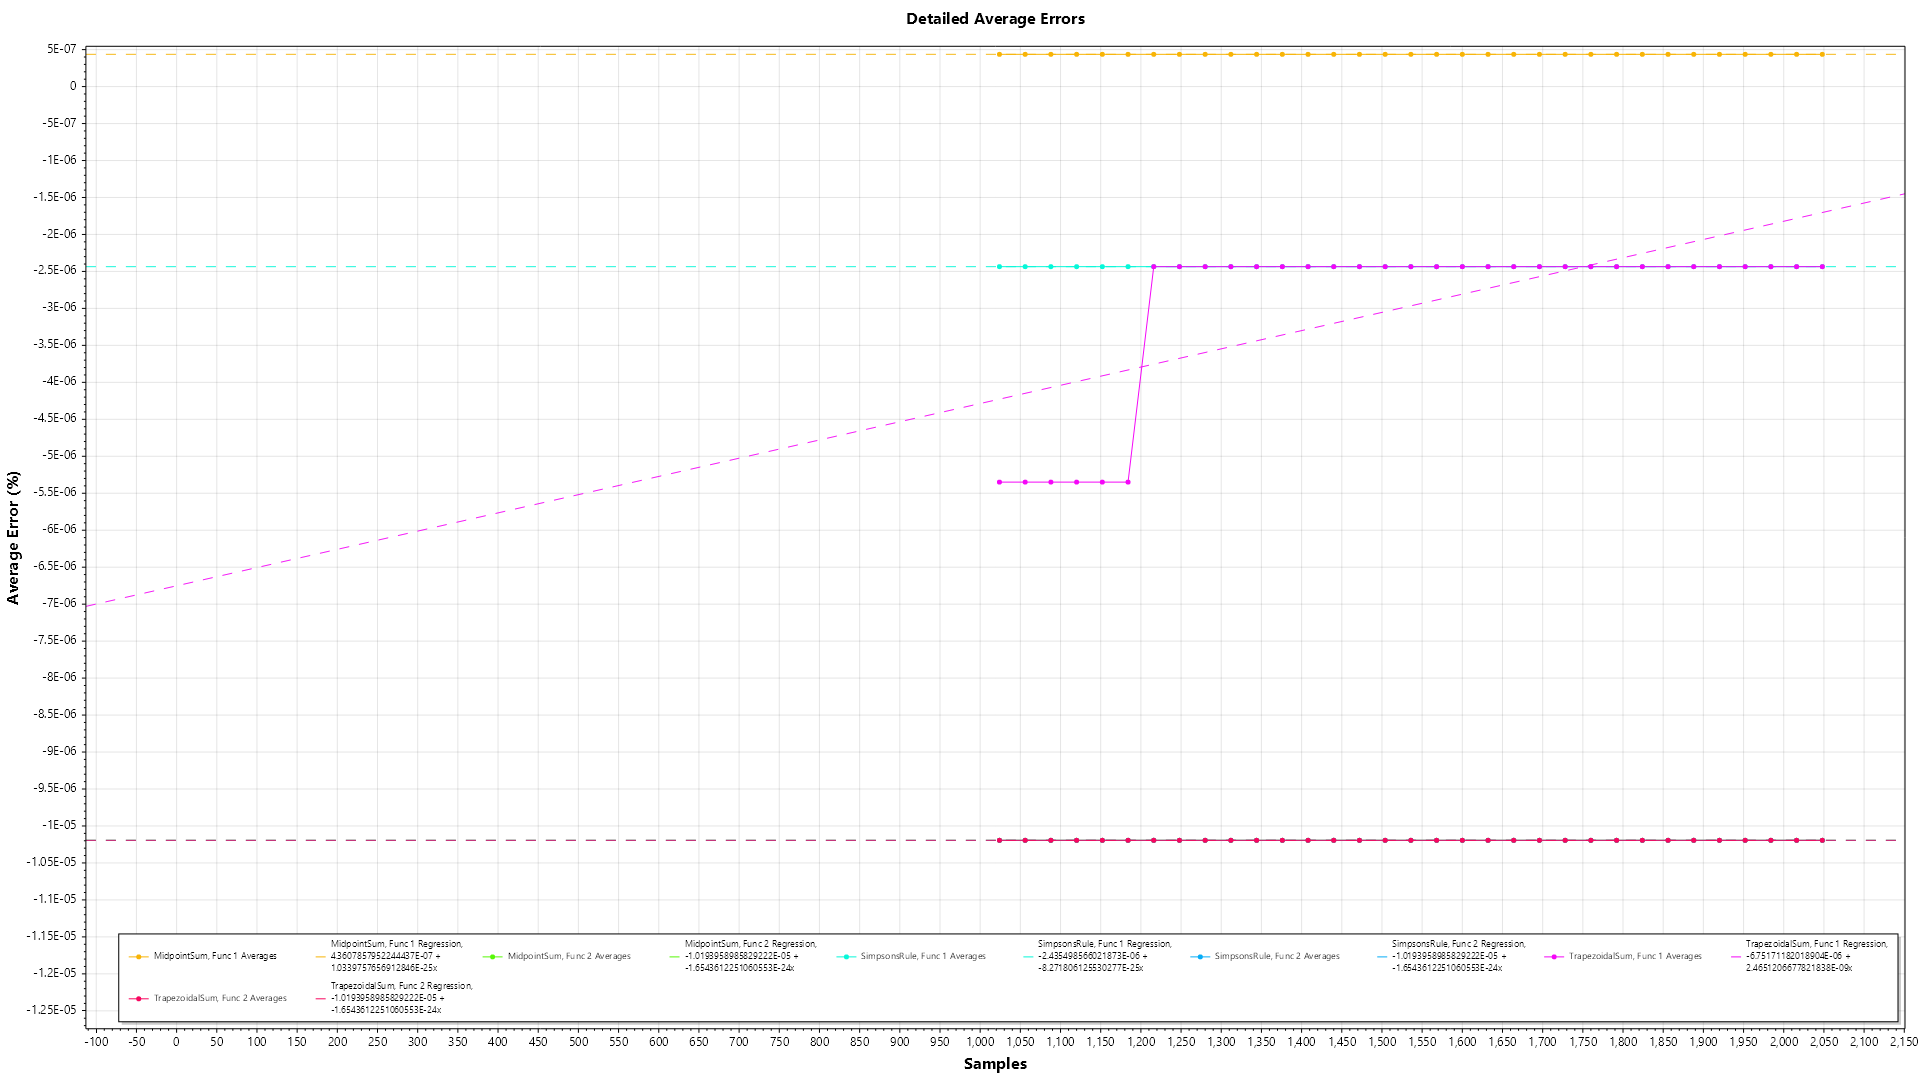 Detailed Average Errors
5E-07
0
-5E-07
-1E-06
-1.5E-06
-2E-06
-2.5E-06
-3E-06
-3.5E-06
-4E-06
-4.5E-06
-5E-06
-5.5E-06
-6E-06
-6.5E-06
-7E-06
-7.5E-06
-8E-06
-8.5E-06
-9E-06
-9.5E-06
-1E-05
-1.05E-05
-1.1E-05
-1.15E-05
-1.2E-05
-1.25E-05
Average Error (%)
MidpointSum, Func 1 Averages
MidpointSum, Func 1 Regression,
4.3607857952244437E-07 +
1.0339757656912846E-25x
MidpointSum, Func 2 Averages
MidpointSum, Func 2 Regression,
-1.0193958985829222E-05 +
-1.6543612251060553E-24x
SimpsonsRule, Func 1 Averages
SimpsonsRule, Func 1 Regression,
-2.435498566021873E-06 +
-8.271806125530277E-25x
SimpsonsRule, Func 2 Averages
SimpsonsRule, Func 2 Regression,
-1.0193958985829222E-05 +
-1.6543612251060553E-24x
TrapezoidalSum, Func 1 Averages
TrapezoidalSum, Func 1 Regression,
-6.751711182018904E-06 +
2.4651206677821838E-09x
TrapezoidalSum, Func 2 Averages
TrapezoidalSum, Func 2 Regression,
-1.0193958985829222E-05 +
-1.6543612251060553E-24x
-100 -50 0 50 100 150 200 250 300 350 400 450 500 550 600 650 700 750 800 850 900 950 1,000 1,050 1,100 1,150 1,200 1,250 1,300 1,350 1,400 1,450 1,500 1,550 1,600 1,650 1,700 1,750 1,800 1,850 1,900 1,950 2,000 2,050 2,100 2,150
Samples